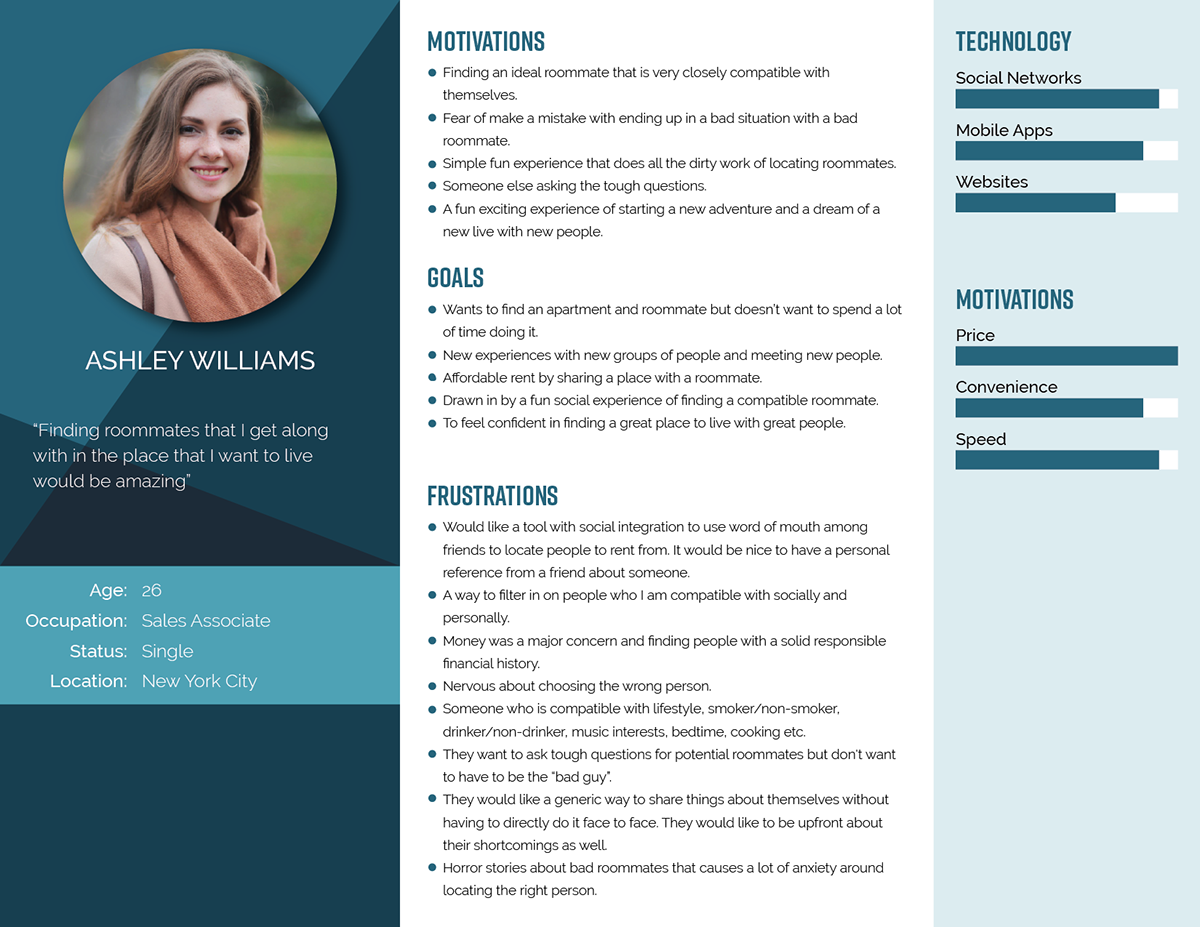 ASHLEY WILLIAMS
“Finding roommates that I get along
with in the place that I want to live
would be amazing”
Age: 26
Occupation: Sales Associate
Status: Single
Location: New York City
MOTIVATIONS
Finding an ideal roommate that is very closely compatible with
themselves.
Fear of make a mistake with ending up in a bad situation with a bad
roommate.
Simple fun experience that does all the dirty work of locating roommates.
Someone else asking the tough questions.
A fun exciting experience of starting a new adventure and a dream of a
new live with new people.
GOALS
Wants to find an apartment and roommate but doesn’t want to spend a lot
of time doing it.
New experiences with new groups of people and meeting new people.
Affordable rent by sharing a place with a roommate.
Drawn in by a fun social experience of finding a compatible roommate.
To feel confident in finding a great place to live with great people.
FRUSTRATIONS
Would like a tool with social integration to use word of mouth among
friends to locate people to rent from. It would be nice to have a personal
reference from a friend about someone.
A way to filter in on people who I am compatible with socially and
personally.
Money was a major concern and finding people with a solid responsible
financial history.
Nervous about choosing the wrong person.
Someone who is compatible with lifestyle, smoker/non-smoker,
drinker/non-drinker, music interests, bedtime, cooking etc.
They want to ask tough questions for potential roommates but don't want
to have to be the “bad guy”.
They would like a generic way to share things about themselves without
having to directly do it face to face. They would like to be upfront about
their shortcomings as well.
Horror stories about bad roommates that causes a lot of anxiety around
locating the right person.
TECHNOLOGY
Social Networks
Mobile Apps
Websites
MOTIVATIONS
Price
Convenience
Speed